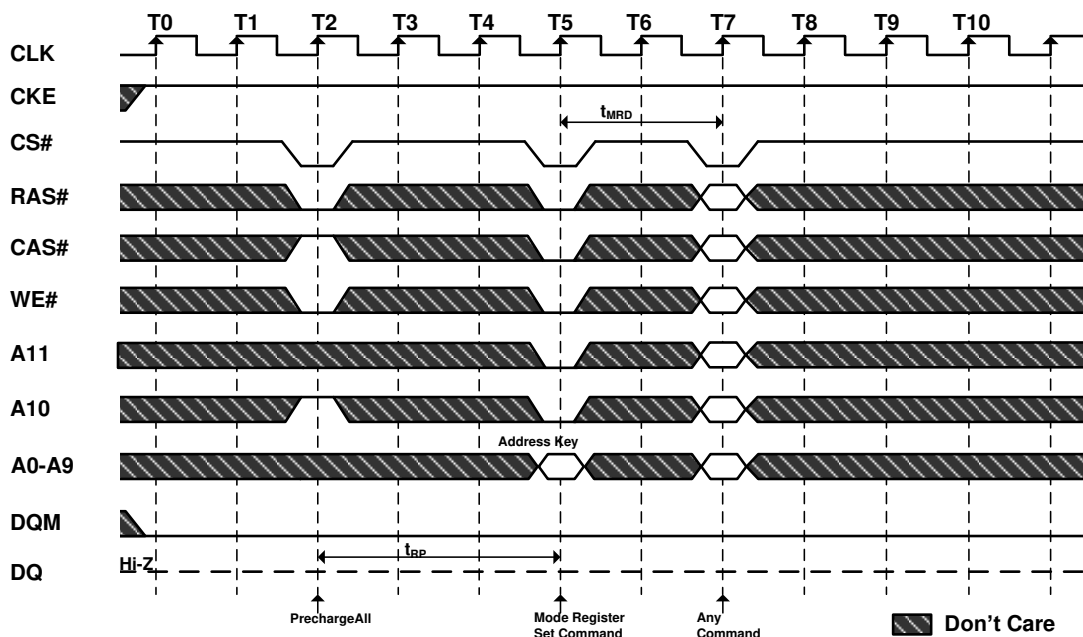 T0 T1 T2 T3 T4 T5 T6 T7 T8 T9 T10
CLK
CKE
tMRD
CS#
RAS#
CAS#
WE#
A11
A10
Address Key
A0-A9
DQM
tRP
Hi-Z
DQ
PrechargeAll
Mode Register
Set Command
Any
Command
Don't Care